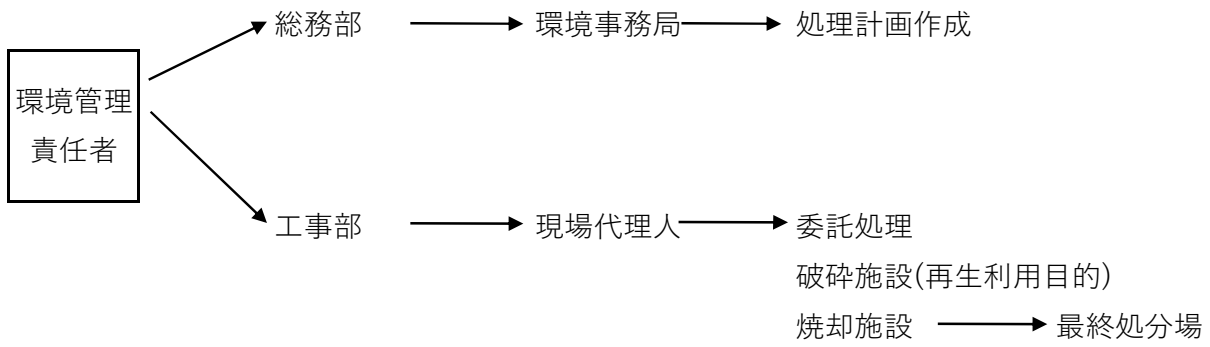 総務部 環境事務局 処理計画作成
環境管理
責任者
工事部 現場代理人 委託処理
破砕施設(再生利用目的)
焼却施設 最終処分場